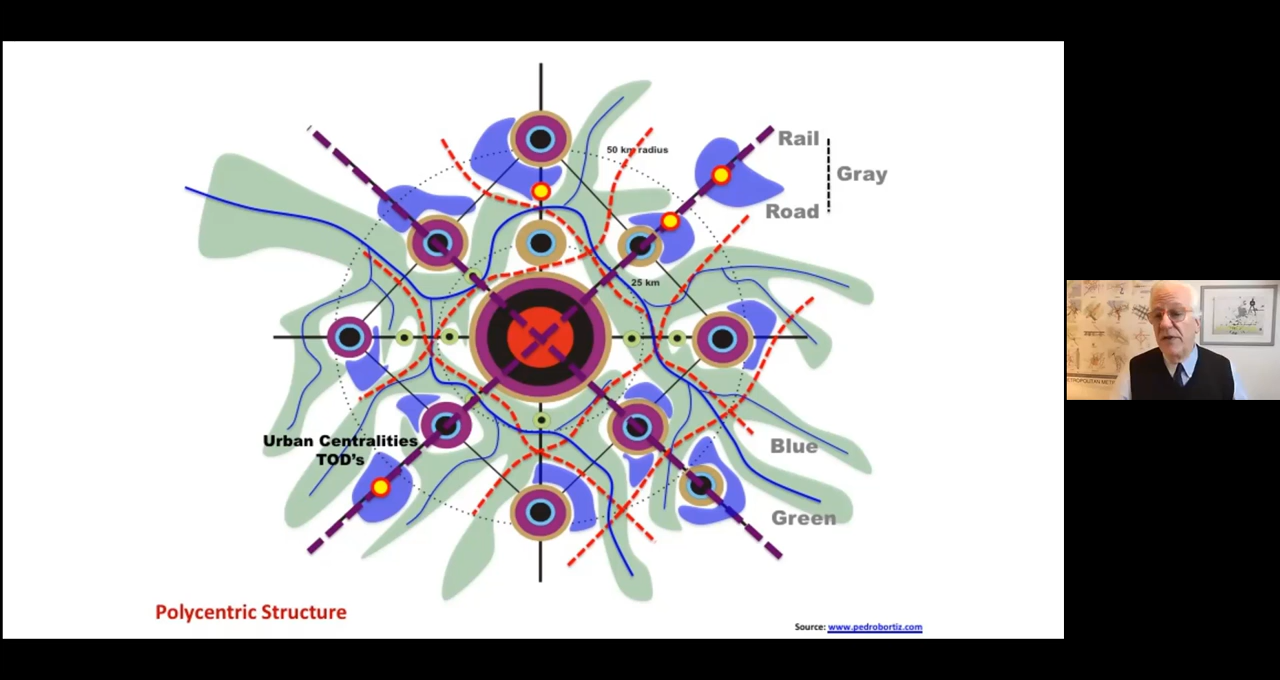 50 km radius
Rail
Gray
Road
25 km
Urban Centralities
TOD's
Blue
Green
Polycentric Structure
Source: www.pedrobortiz.com